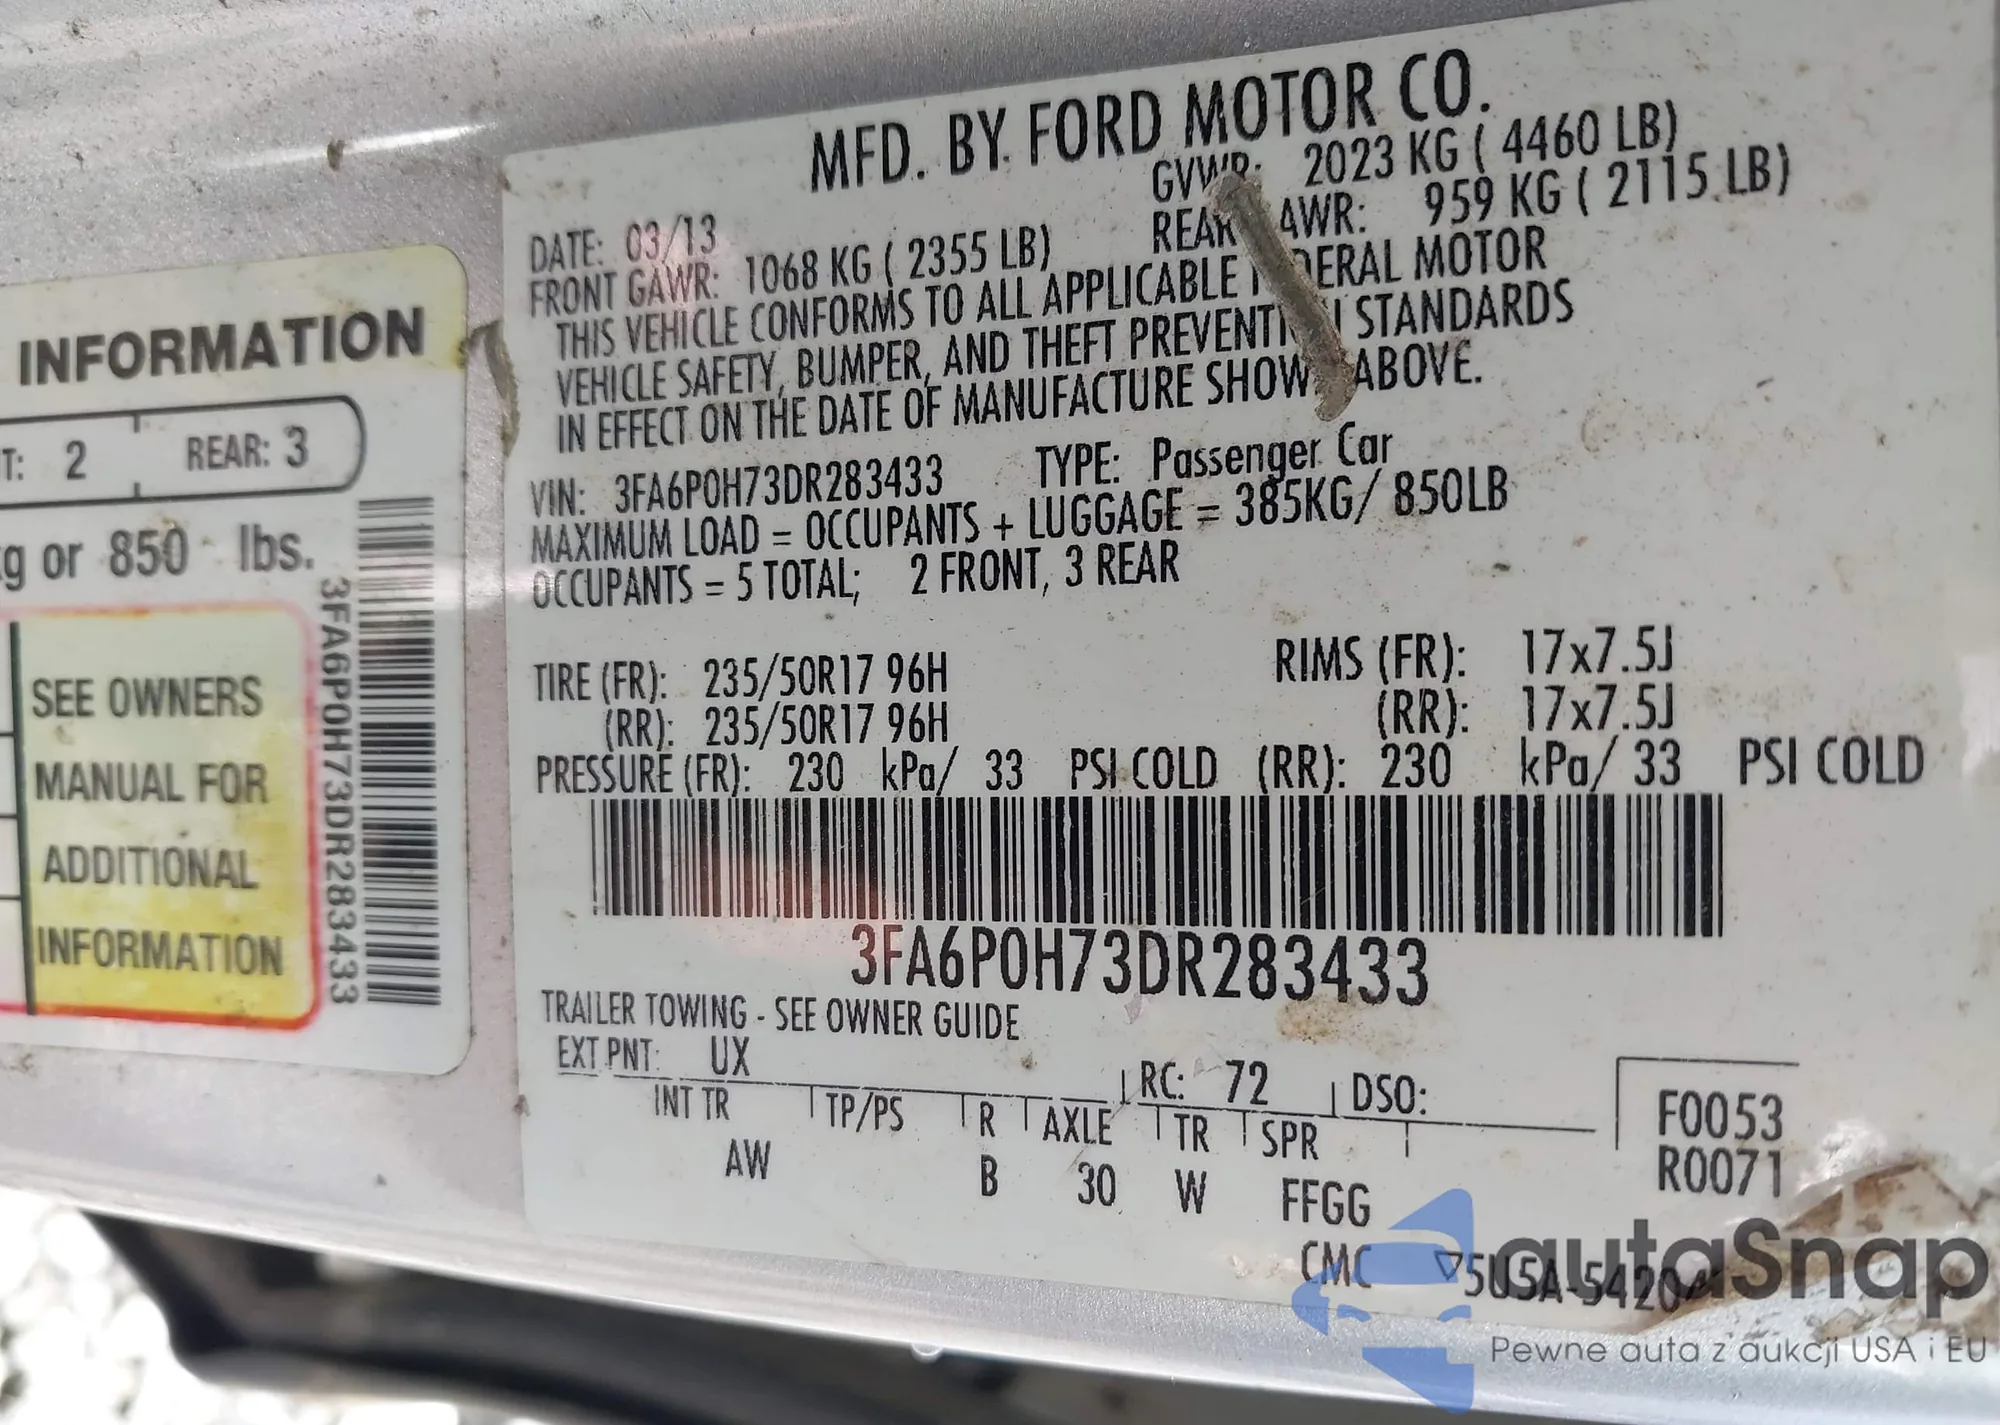 INFORMATION
T: 2 REAR: 3
kg or 850 lbs.
SEE OWNERS
MANUAL FOR
ADDITIONAL
INFORMATION
3FA6P0H73DR283433
MFD. BY FORD MOTOR CO.
DATE: 03/13 GVWR: 2023 KG ( 4460 LB)
FRONT GAWR: 1068 KG ( 2355 LB) REAR AWR: 959 KG ( 2115 LB)
THIS VEHICLE CONFORMS TO ALL APPLICABLE DERAL MOTOR
VEHICLE SAFETY, BUMPER, AND THEFT PREVENTI N STANDARDS
IN EFFECT ON THE DATE OF MANUFACTURE SHOW ABOVE.
VIN: 3FA6P0H73DR283433 TYPE: Passenger Car
MAXIMUM LOAD = OCCUPANTS + LUGGAGE = 385KG/ 850LB
OCCUPANTS = 5 TOTAL; 2 FRONT, 3 REAR
TIRE (FR): 235/50R17 96H RIMS (FR): 17x7.5J
(RR): 235/50R17 96H (RR): 17x7.5J
PRESSURE (FR): 230 kPa/ 33 PSI COLD (RR): 230 kPa/ 33 PSI COLD
3FA6P0H73DR283433
TRAILER TOWING - SEE OWNER GUIDE
EXT PNT: UX RC: 72 DSO:
INT TR TP/PS R AXLE TR SPR
AW B 30 W FFGG
F0053
R0071
CMC 5U5A-5420
autaSnap
Pewne auta z aukcji USA i EU